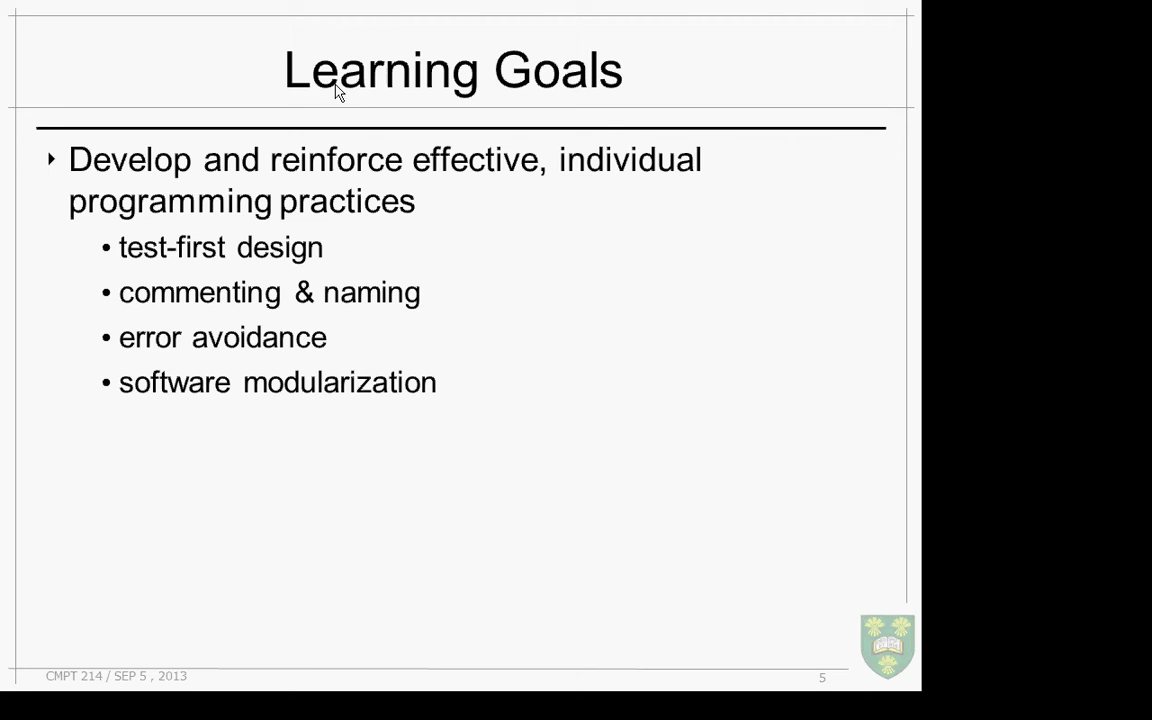 Learning Goals
Develop and reinforce effective, individual
programming practices
• test-first design
• commenting & naming
• error avoidance
• software modularization
CMPT 214 / SEP 5 , 2013
5